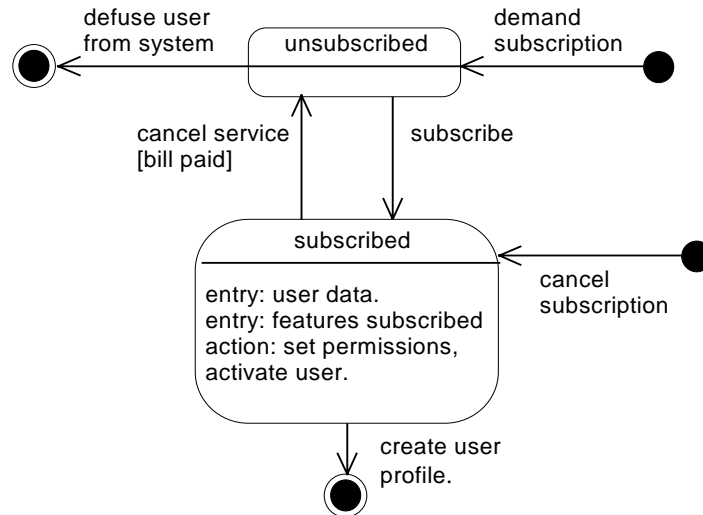 defuse user
from system
unsubscribed
demand
subscription
cancel service
[bill paid]
subscribe
subscribed
entry: user data.
entry: features subscribed
action: set permissions,
activate user.
cancel
subscription
create user
profile.